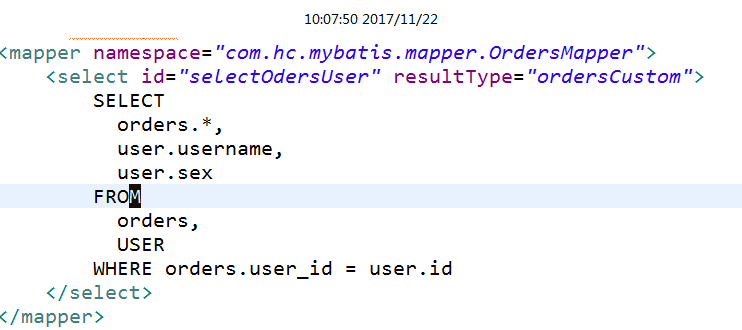 10:07:50 2017/11/22
<mapper namespace="com.hc.mybatis.mapper.OrdersMapper">
<select id="selectOdersUser" resultType="ordersCustom">
SELECT
orders.*,
user.username,
user.sex
FROM
orders,
USER
WHERE orders.user_id = user.id
</select>
</mapper>